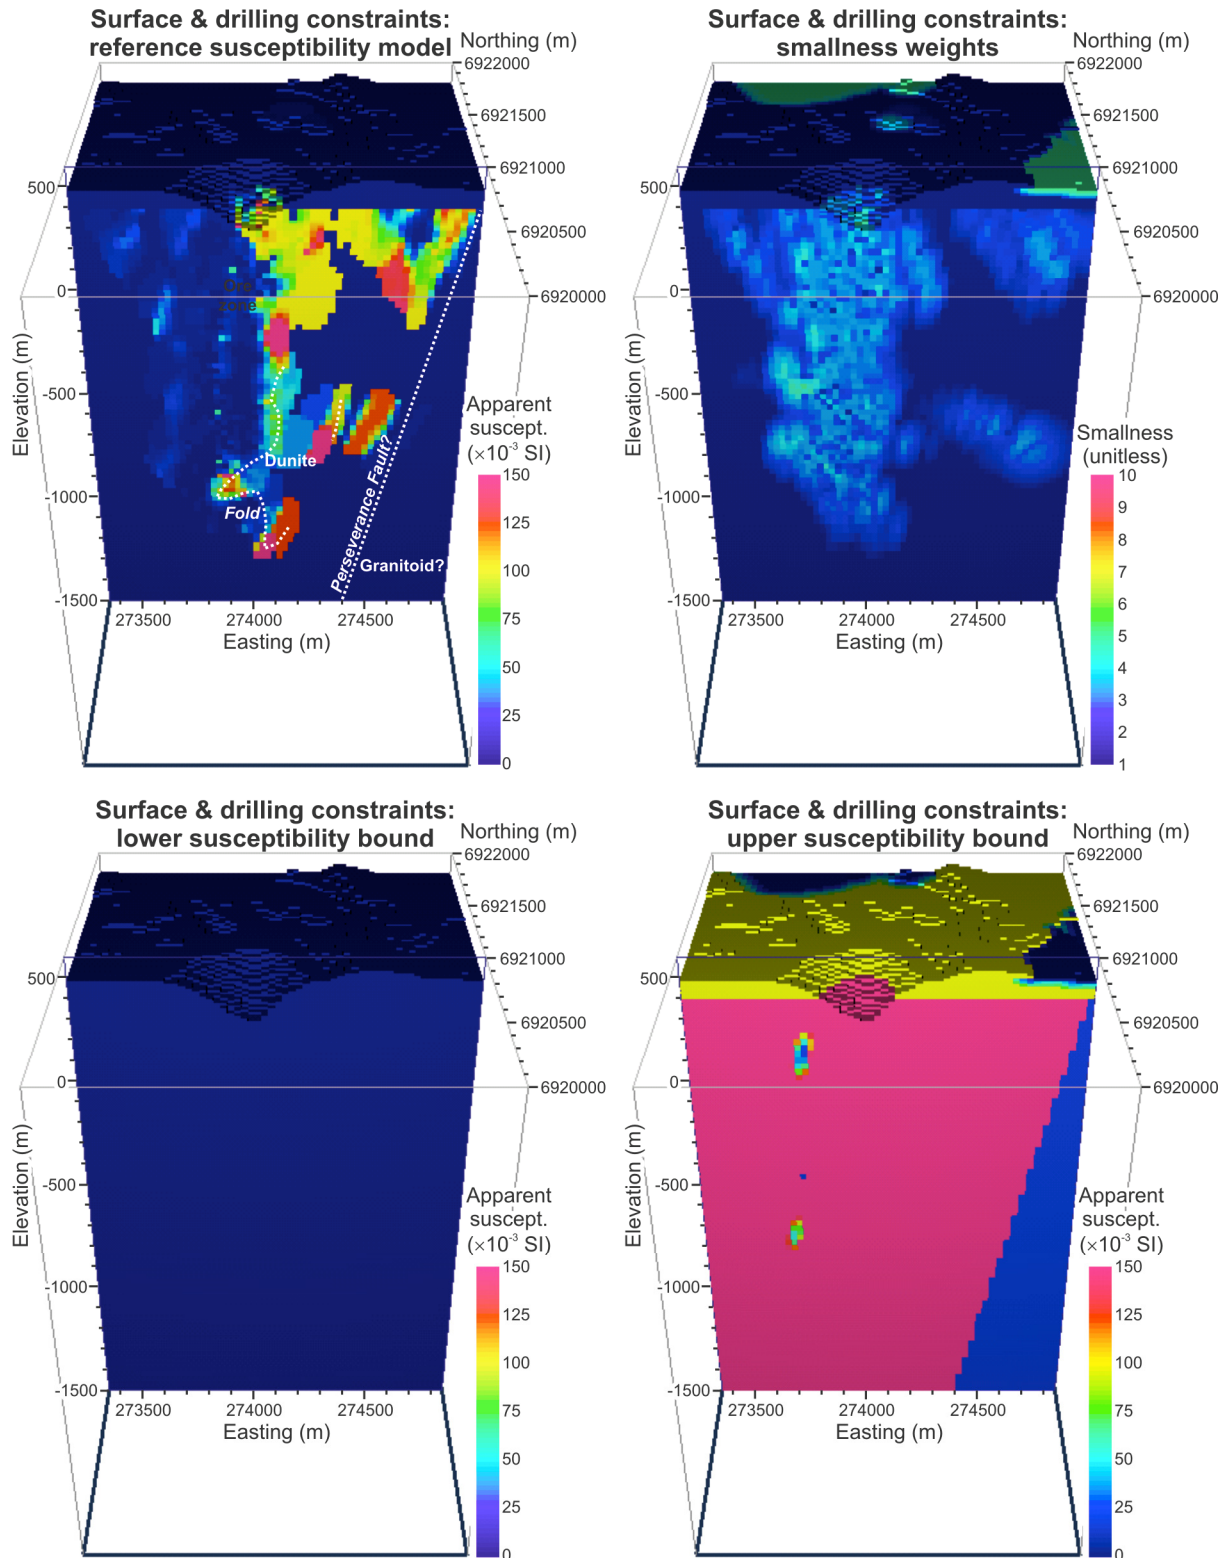 Surface & drilling constraints:
reference susceptibility model
Northing (m)
6922000
6921500
6921000
6920500
6920000
500
0
-500
-1000
-1500
Elevation (m)
Ore
zone
Dunite
Fold
Perseverance Fault?
Granitoid?
273500
274000
274500
Easting (m)
Apparent
suscept.
(×10⁻³ SI)
150
125
100
75
50
25
0
Surface & drilling constraints:
smallness weights
Northing (m)
6922000
6921500
6921000
6920500
6920000
500
0
-500
-1000
-1500
Elevation (m)
273500
274000
274500
Easting (m)
Smallness
(unitless)
10
9
8
7
6
5
4
3
2
1
Surface & drilling constraints:
lower susceptibility bound
Northing (m)
6922000
6921500
6921000
6920500
6920000
500
0
-500
-1000
-1500
Elevation (m)
273500
274000
274500
Easting (m)
Apparent
suscept.
(×10⁻³ SI)
150
125
100
75
50
25
0
Surface & drilling constraints:
upper susceptibility bound
Northing (m)
6922000
6921500
6921000
6920500
6920000
500
0
-500
-1000
-1500
Elevation (m)
273500
274000
274500
Easting (m)
Apparent
suscept.
(×10⁻³ SI)
150
125
100
75
50
25
0